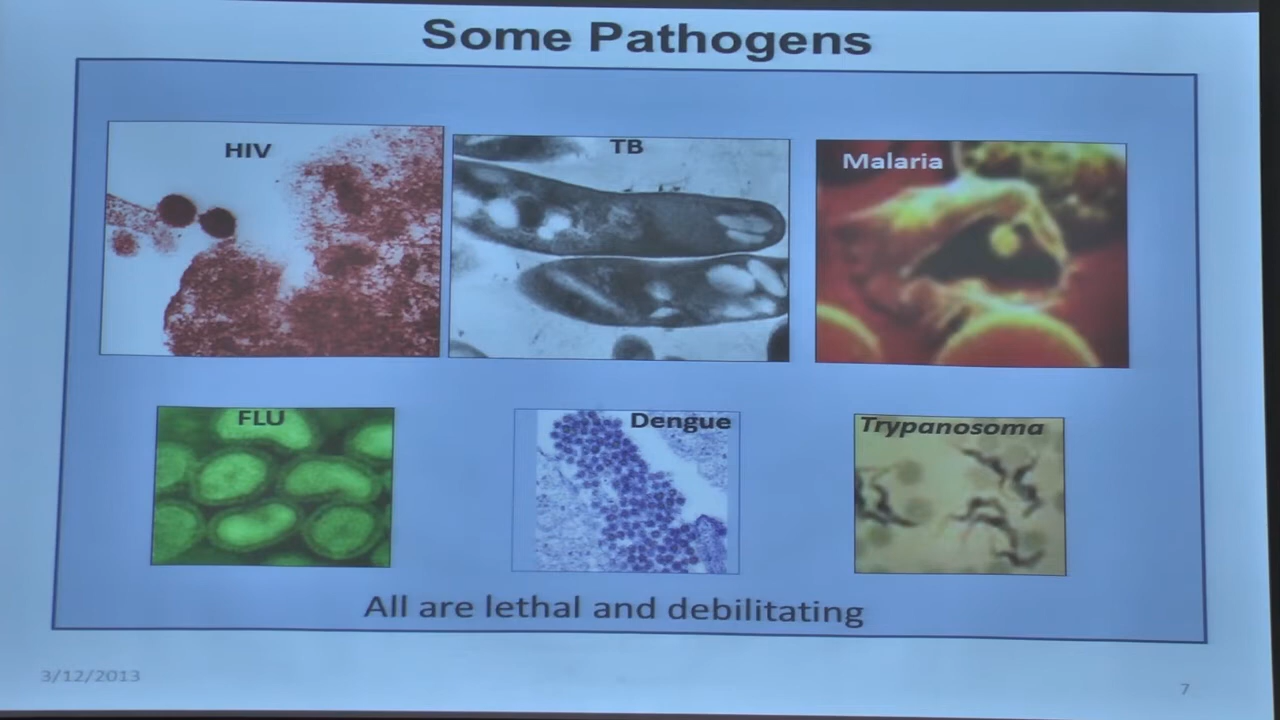 Some Pathogens
HIV
TB
Malaria
FLU
Dengue
Trypanosoma
All are lethal and debilitating
3/12/2013
7